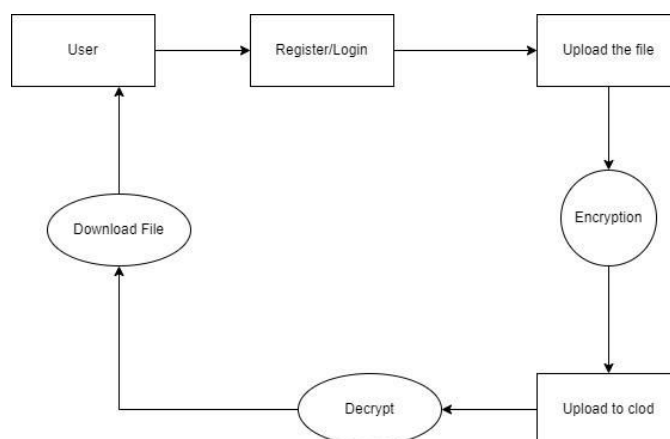 User
Register/Login
Upload the file
Download File
Encryption
Decrypt
Upload to clod